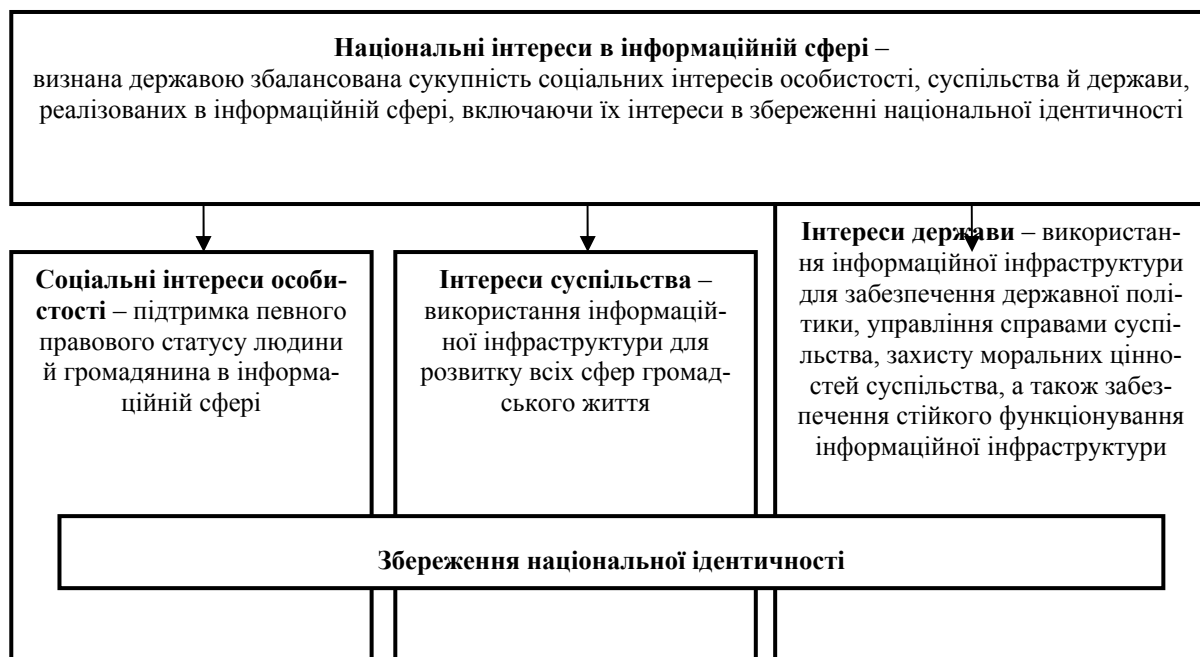 Національні інтереси в інформаційній сфері –
визнана державою збалансована сукупність соціальних інтересів особистості, суспільства й держави,
реалізованих в інформаційній сфері, включаючи їх інтереси в збереженні національної ідентичності
Соціальні інтереси особи-
стості – підтримка певного
правового статусу людини
й громадянина в інформа-
ційній сфері
Інтереси суспільства –
використання інформацій-
ної інфраструктури для
розвитку всіх сфер громад-
ського життя
Інтереси держави – використан-
ня інформаційної інфраструктури
для забезпечення державної полі-
тики, управління справами суспі-
льства, захисту моральних цінно-
стей суспільства, а також забез-
печення стійкого функціонування
інформаційної інфраструктури
Збереження національної ідентичності